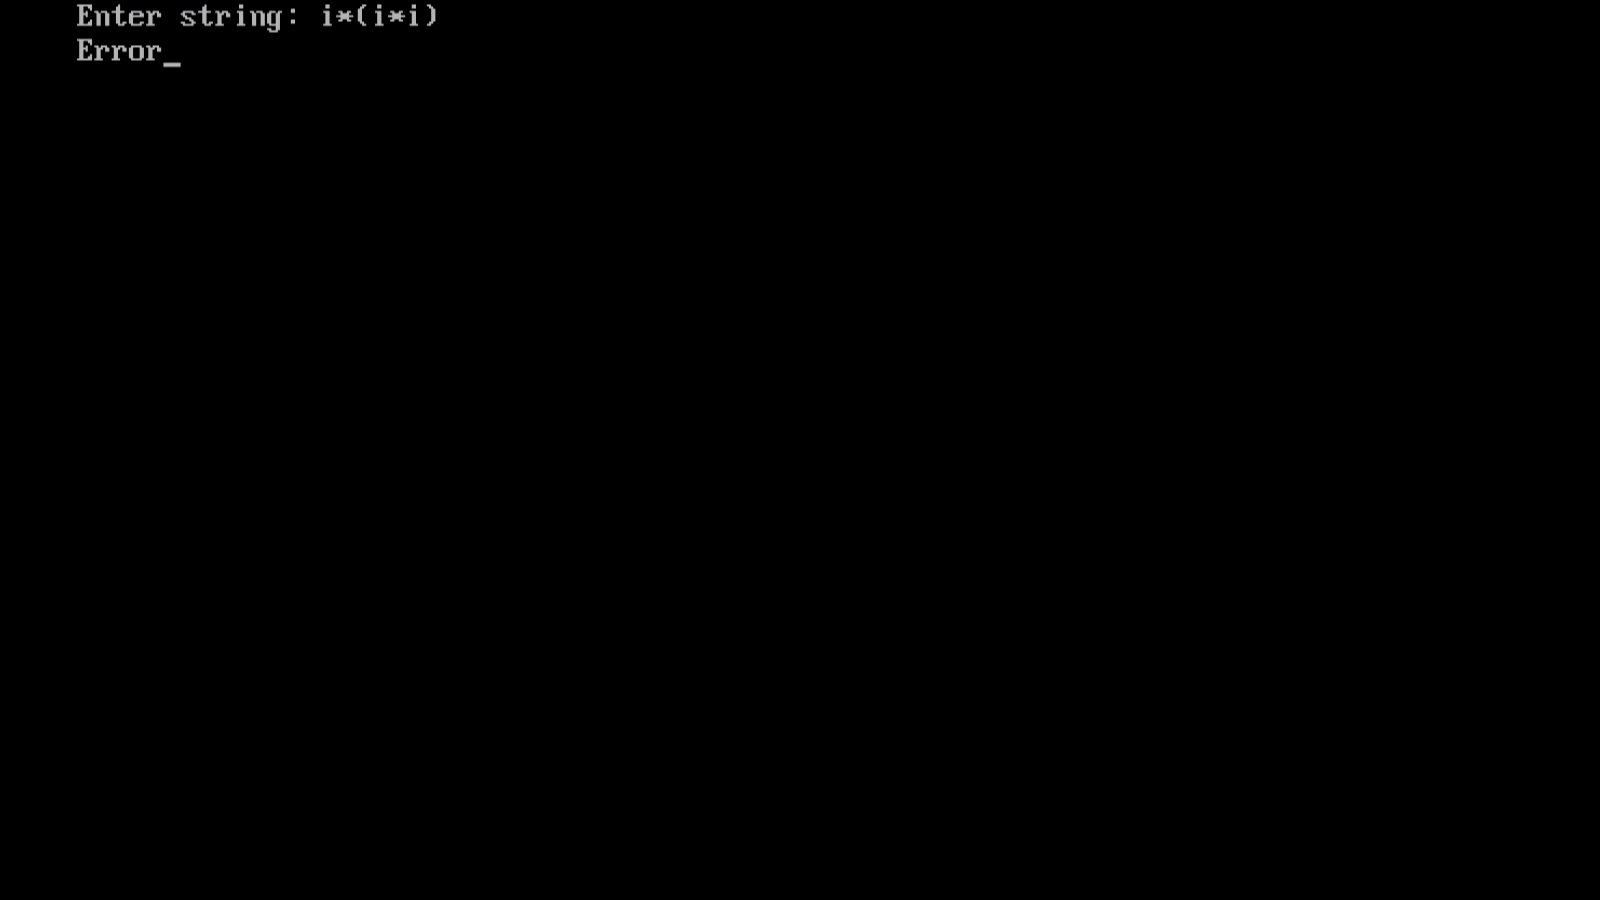 Enter string: i*(i*i)
Error_